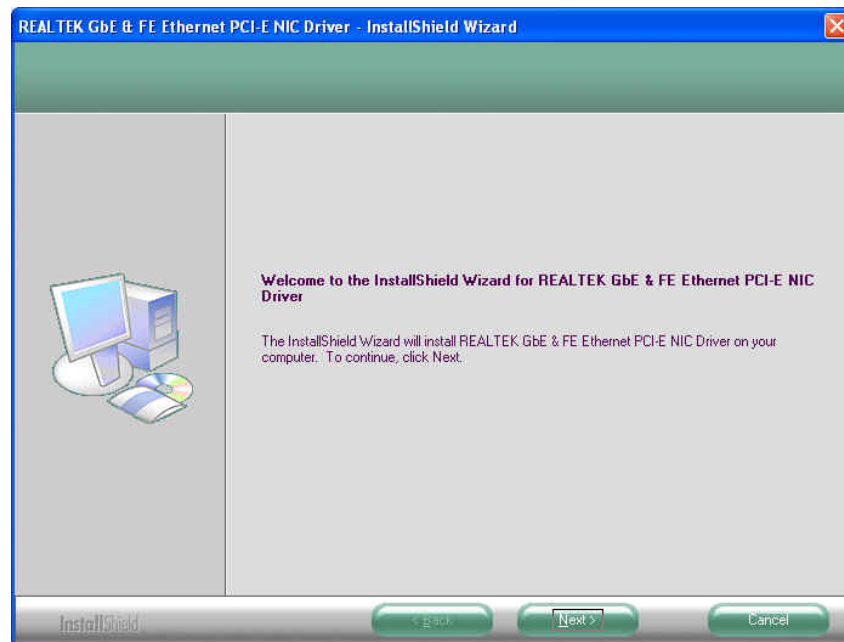 REALTEK GbE & FE Ethernet PCI-E NIC Driver - InstallShield Wizard
Welcome to the InstallShield Wizard for REALTEK GbE & FE Ethernet PCI-E NIC
Driver
The InstallShield Wizard will install REALTEK GbE & FE Ethernet PCI-E NIC Driver on your
computer. To continue, click Next.
InstallShield
< Back
Next >
Cancel